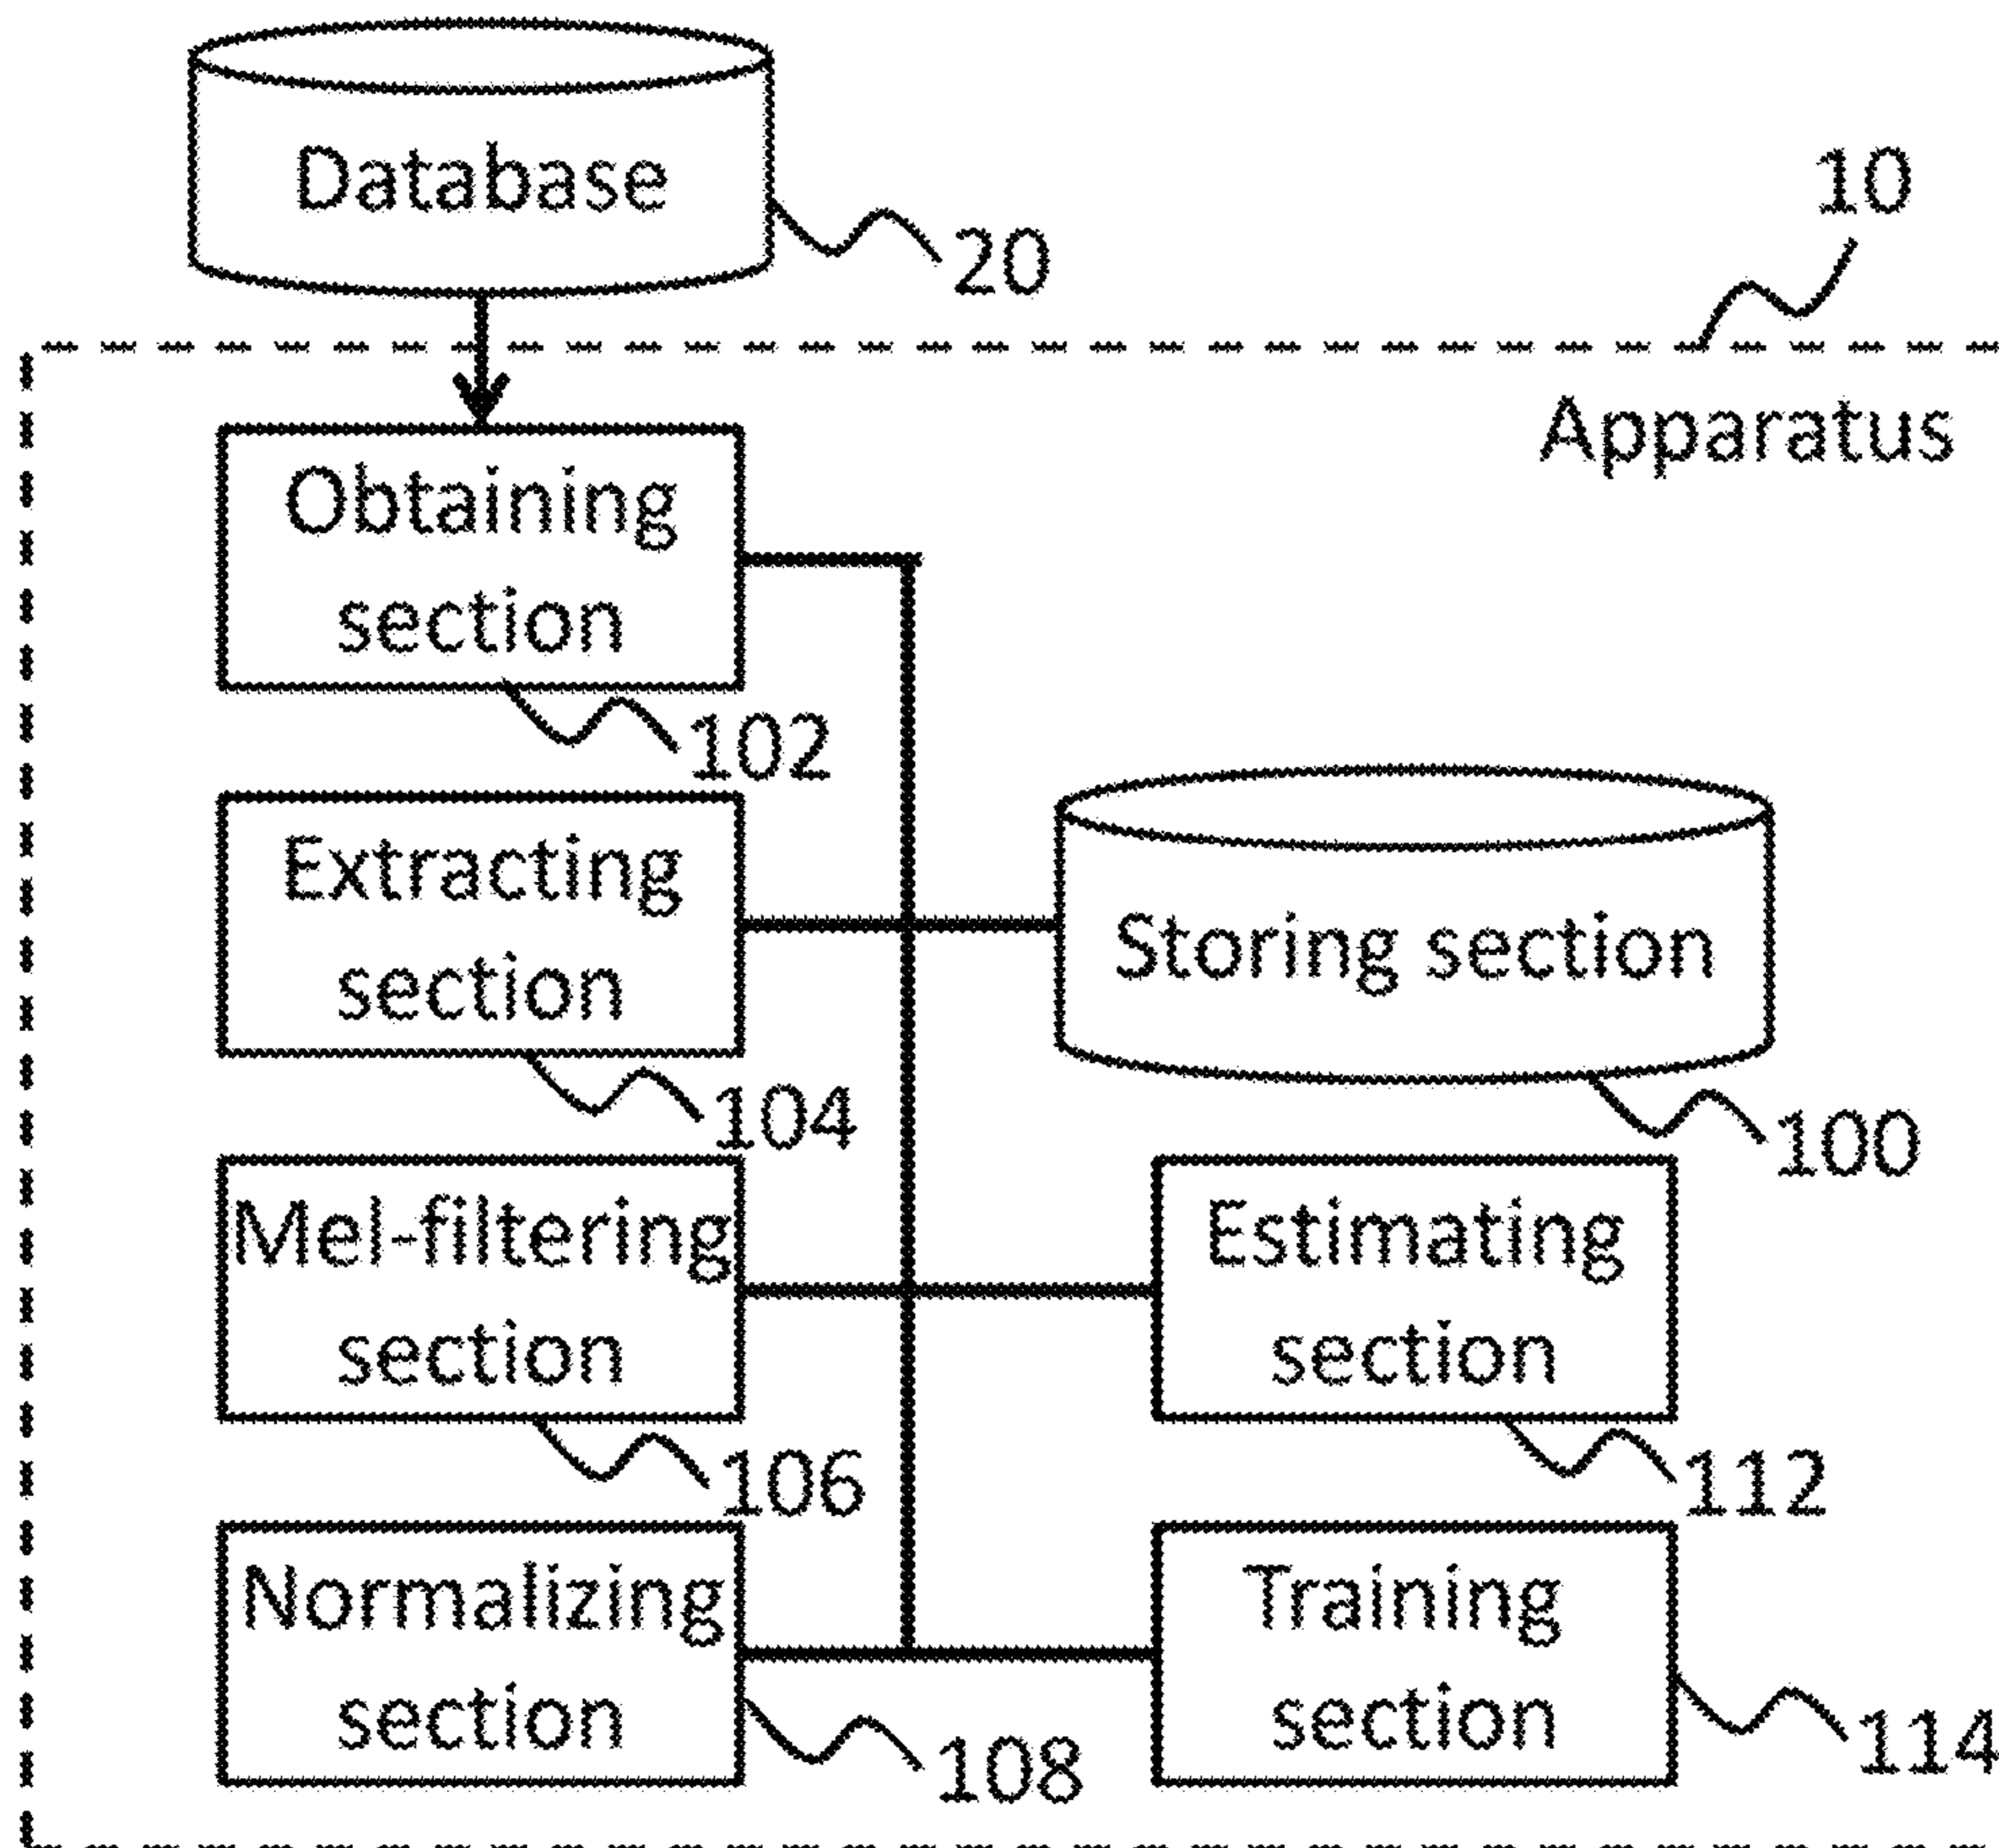 Database
20
10
Apparatus
Obtaining
section
102
Extracting
section
104
Storing section
100
Mel-filtering
section
106
Estimating
section
112
Normalizing
section
108
Training
section
114